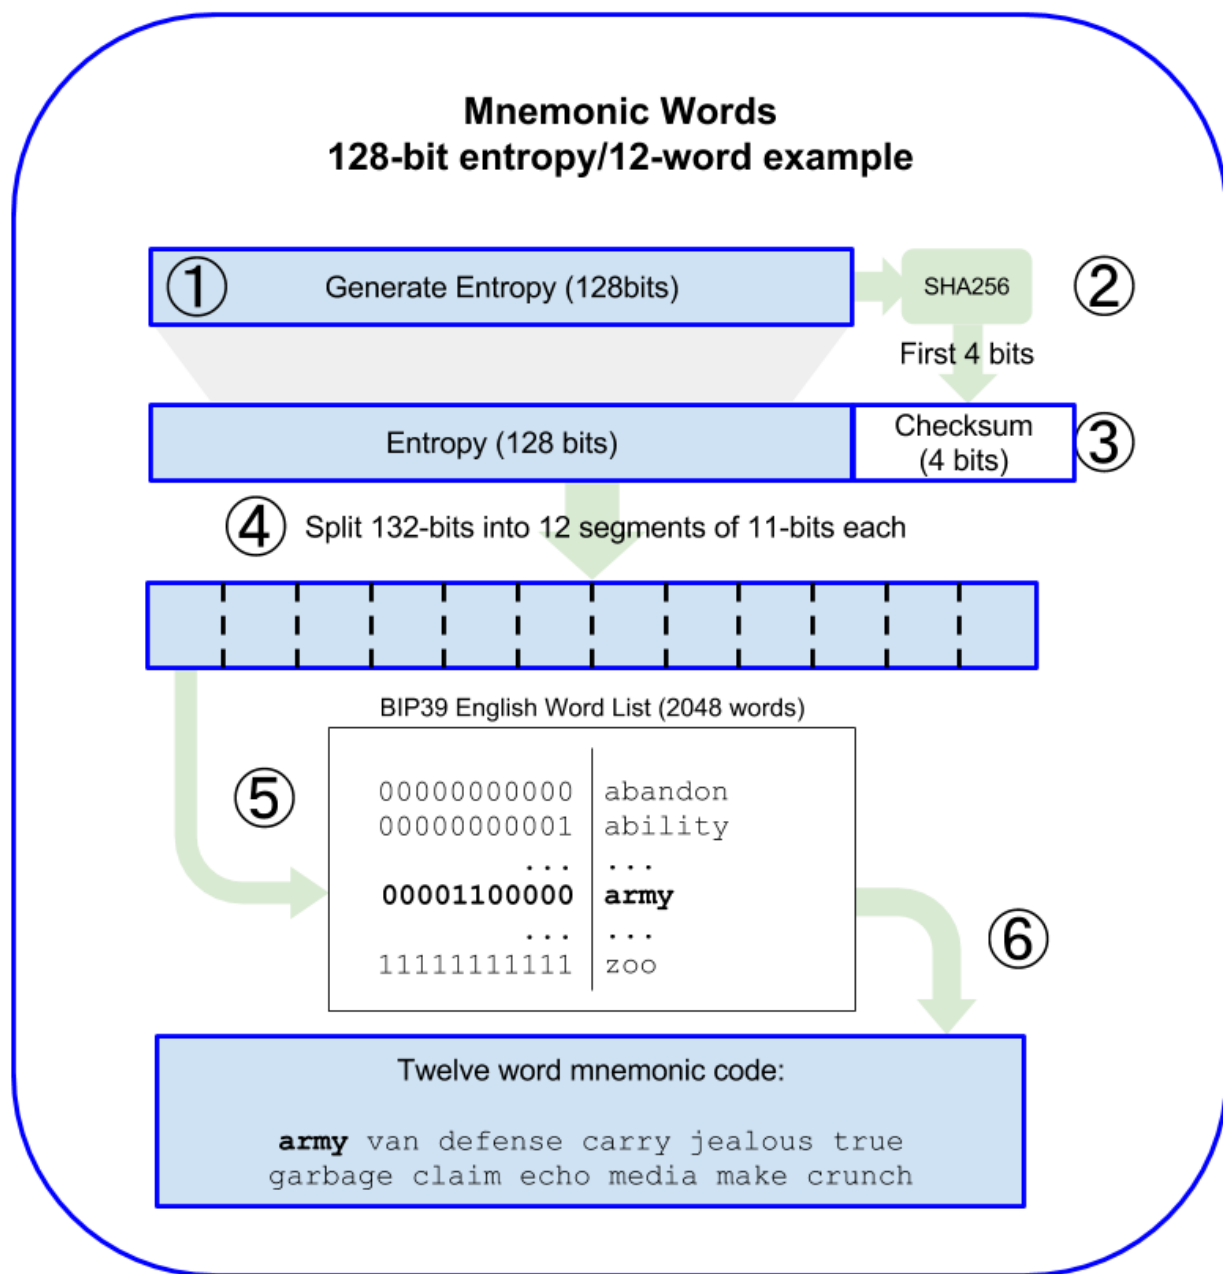 Mnemonic Words
128-bit entropy/12-word example
① Generate Entropy (128bits) SHA256 ②
First 4 bits
Entropy (128 bits) Checksum (4 bits) ③
④ Split 132-bits into 12 segments of 11-bits each
BIP39 English Word List (2048 words)
⑤
00000000000 abandon
00000000001 ability
... ...
00001100000 army
... ...
11111111111 zoo
⑥
Twelve word mnemonic code:
army van defense carry jealous true
garbage claim echo media make crunch